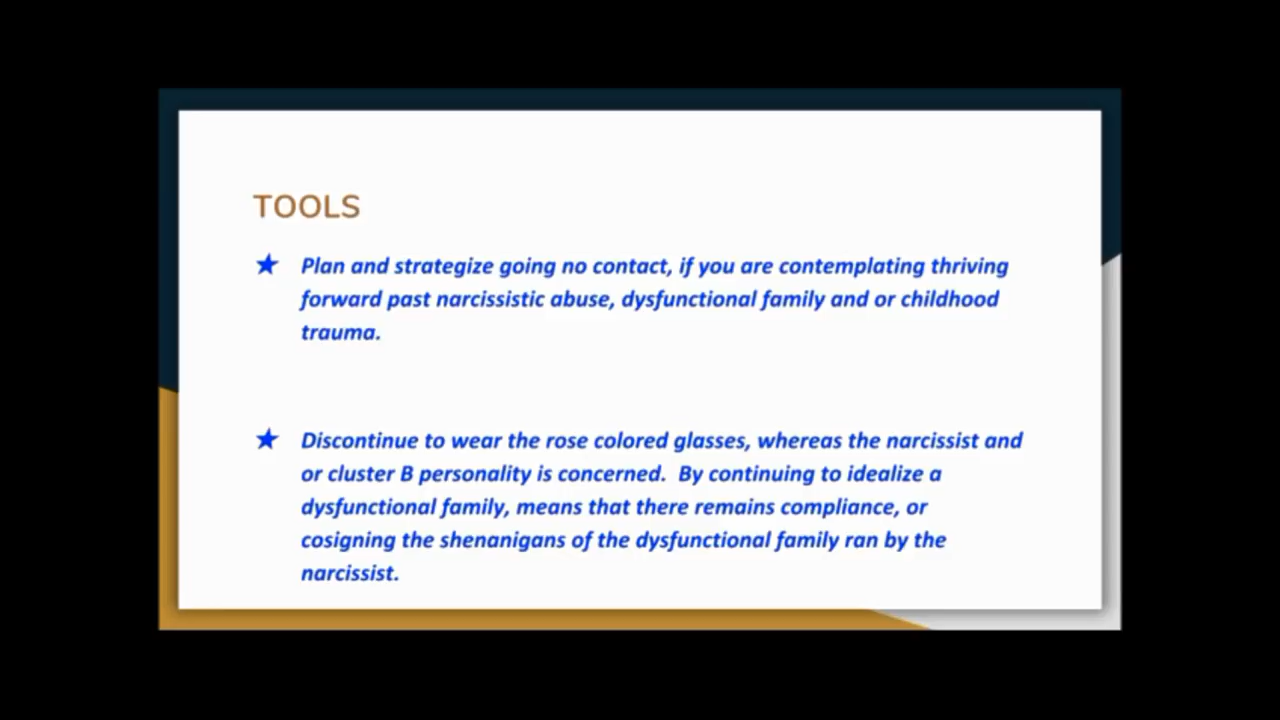 TOOLS
★ Plan and strategize going no contact, if you are contemplating thriving
forward past narcissistic abuse, dysfunctional family and or childhood
trauma.
★ Discontinue to wear the rose colored glasses, whereas the narcissist and
or cluster B personality is concerned.  By continuing to idealize a
dysfunctional family, means that there remains compliance, or
cosigning the shenanigans of the dysfunctional family ran by the
narcissist.